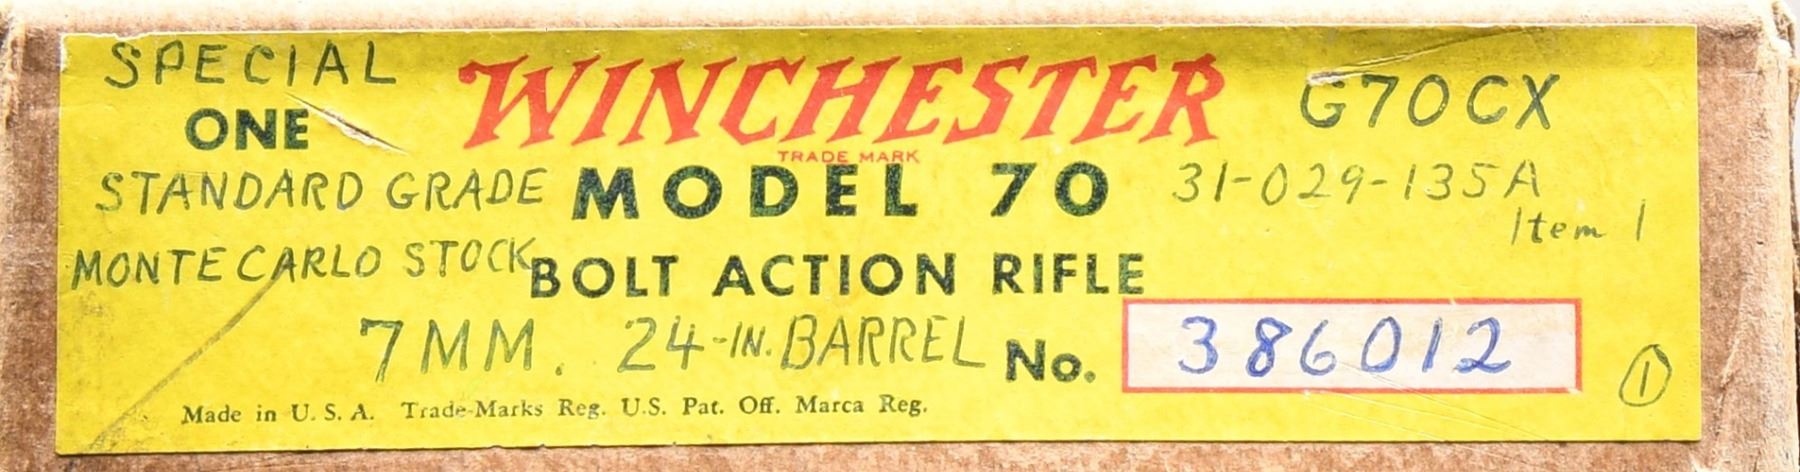 SPECIAL
ONE
STANDARD GRADE
MONTE CARLO STOCK
WINCHESTER
TRADE MARK
MODEL 70
BOLT ACTION RIFLE
G70CX
31-029-135A
Item 1
7MM. 24-IN. BARREL No. 386012
1
Made in U. S. A. Trade-Marks Reg. U.S. Pat. Off. Marca Reg.